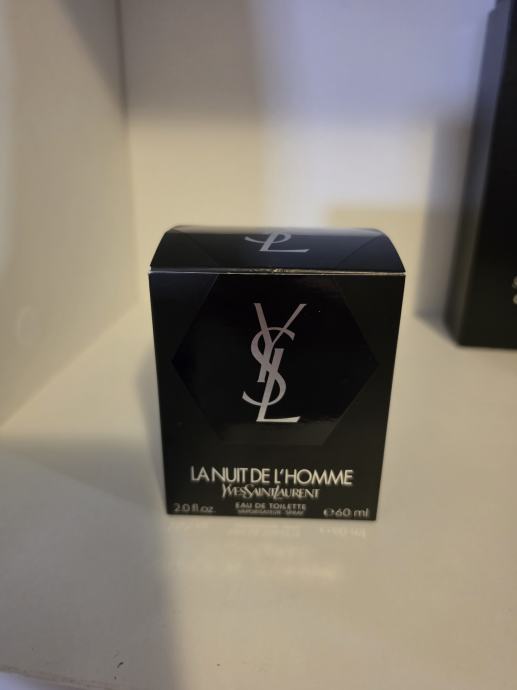 YSL
YSL
LA NUIT DE L'HOMME
YVES SAINT LAURENT
EAU DE TOILETTE
VAPORISATEUR SPRAY
2.0 fl.oz. ℮60 ml